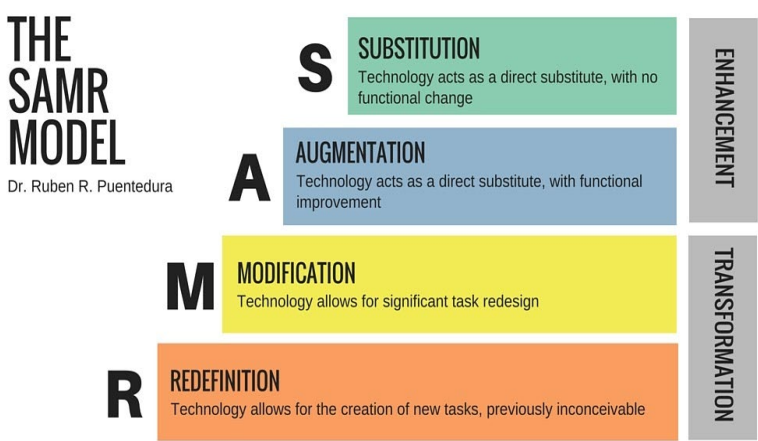 THE
SAMR
MODEL
Dr. Ruben R. Puentedura
S
SUBSTITUTION
Technology acts as a direct substitute, with no
functional change
A
AUGMENTATION
Technology acts as a direct substitute, with functional
improvement
ENHANCEMENT
M
MODIFICATION
Technology allows for significant task redesign
R
REDEFINITION
Technology allows for the creation of new tasks, previously inconceivable
TRANSFORMATION